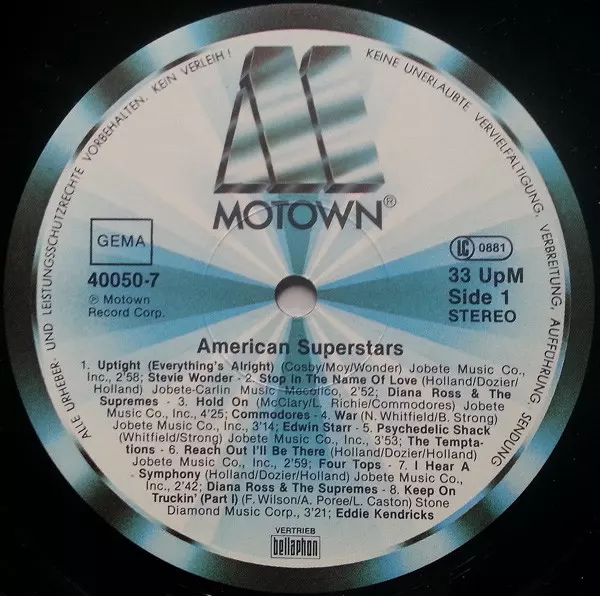 ALLE URHEBER- UND LEISTUNGSSCHUTZRECHTE VORBEHALTEN. KEIN VERLEIH! KEINE UNERLAUBTE VERVIELFÄLTIGUNG, VERBREITUNG, AUFFÜHRUNG, SENDUNG
MOTOWN®
GEMA
40050-7
℗ Motown
Record Corp.
LC 0881
33 UpM
Side 1
STEREO
American Superstars
1. Uptight (Everything's Alright) (Cosby/Moy/Wonder) Jobete Music Co.,
Inc., 2'58; Stevie Wonder - 2. Stop In The Name Of Love (Holland/Dozier/
Holland) Jobete-Carlin Music Mecolico, 2'52; Diana Ross & The
Supremes - 3. Hold On (McClary/L. Richie/Commodores) Jobete
Music Co., Inc., 4'25; Commodores - 4. War (N. Whitfield/B. Strong)
Jobete Music Co., Inc., 3'14; Edwin Starr - 5. Psychedelic Shack
(Whitfield/Strong) Jobete Music Co., Inc., 3'53; The Tempta-
tions - 6. Reach Out I'll Be There (Holland/Dozier/Holland)
Jobete Music Co., Inc., 2'59; Four Tops - 7. I Hear A
Symphony (Holland/Dozier/Holland) Jobete Music Co.,
Inc., 2'42; Diana Ross & The Supremes - 8. Keep On
Truckin' (Part I) (F. Wilson/A. Poree/L. Caston) Stone
Diamond Music Corp., 3'21; Eddie Kendricks
VERTRIEB
bellaphon